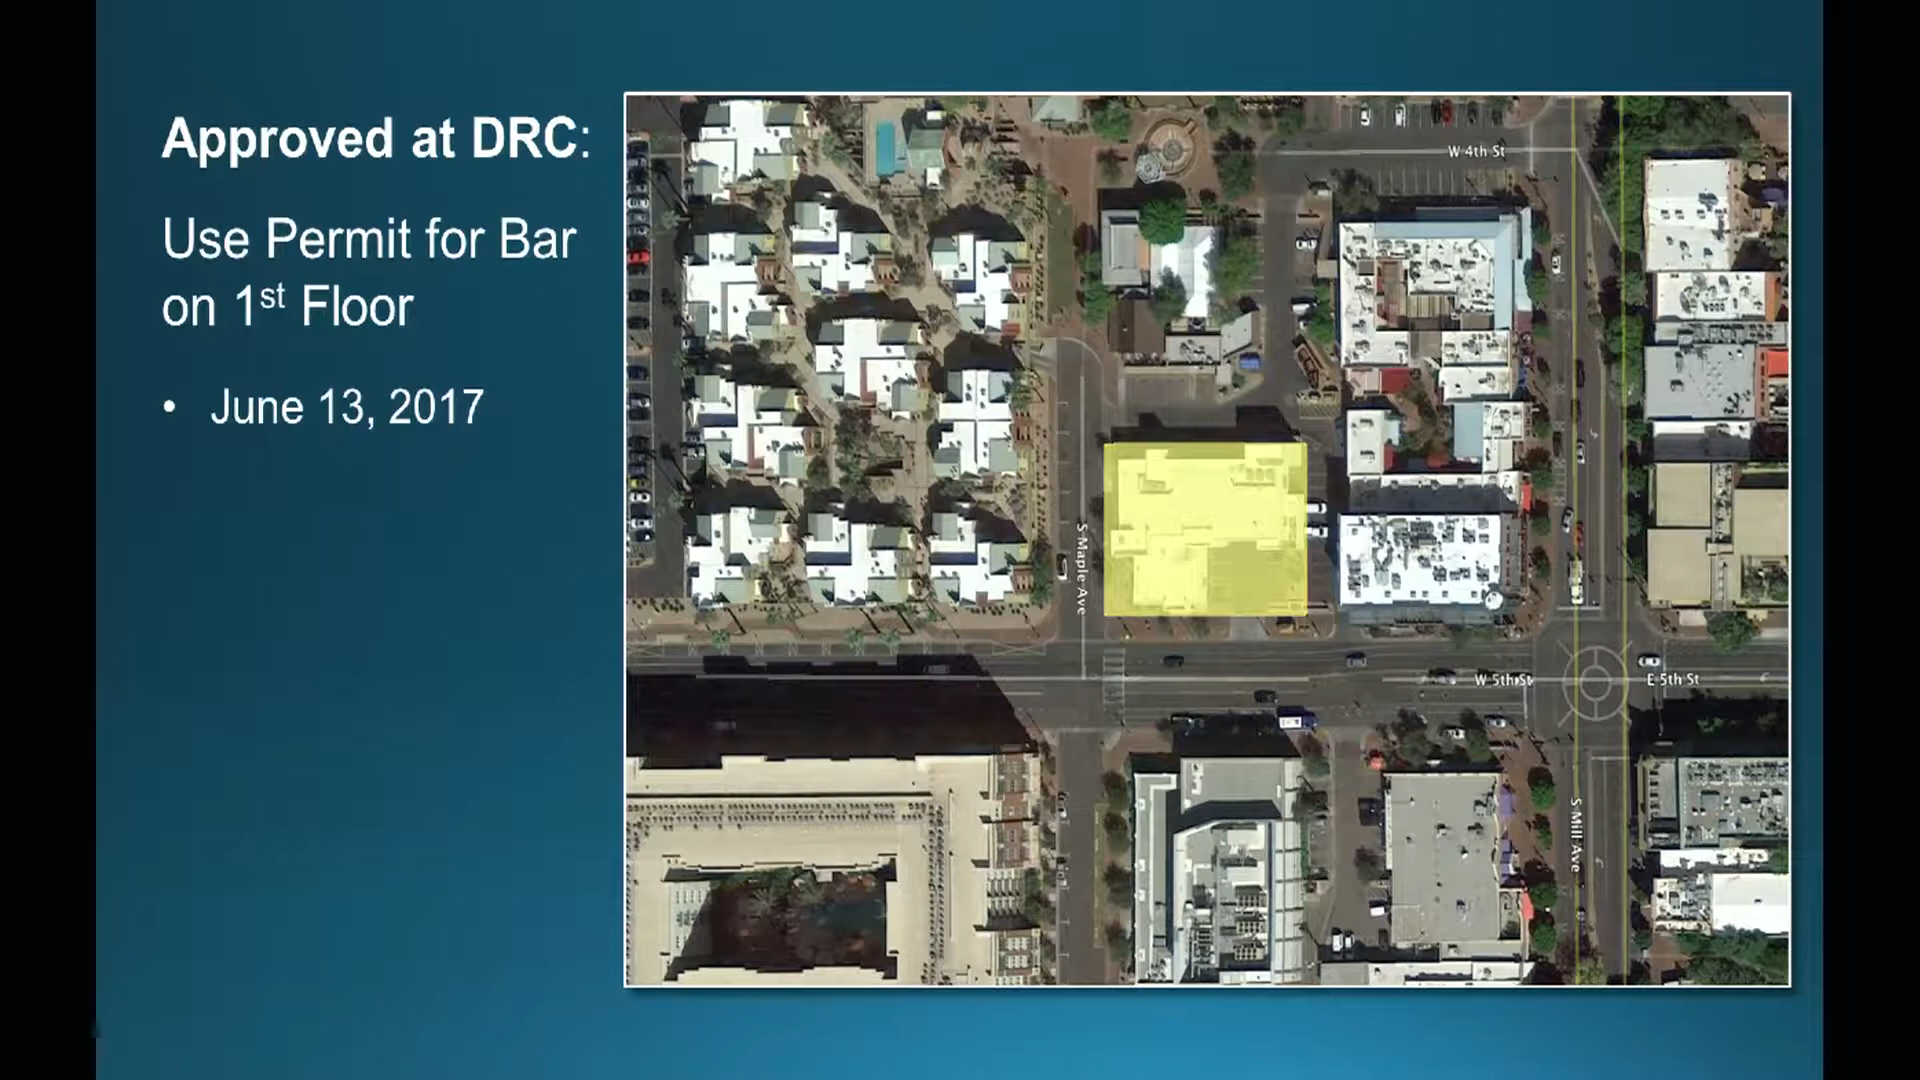 Approved at DRC:
Use Permit for Bar
on 1st Floor
• June 13, 2017
W 4th St
S Maple Ave
W 5th St
E 5th St
S Mill Ave